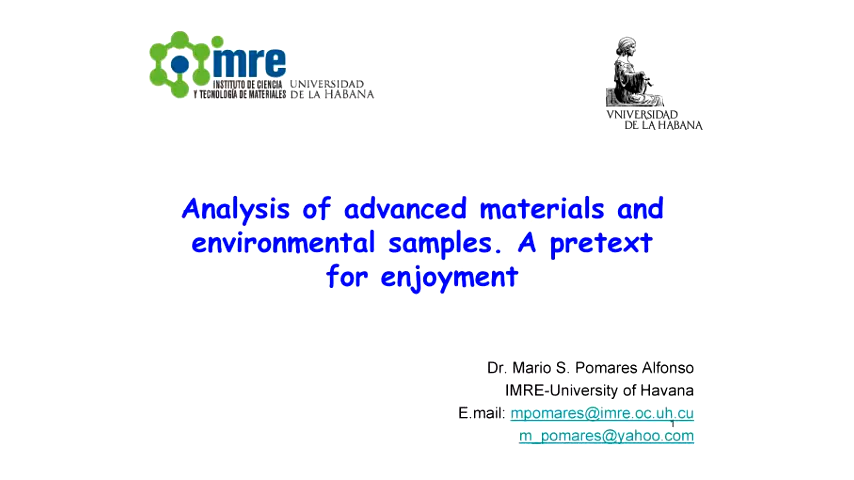 imre
INSTITUTO DE CIENCIA
Y TECNOLOGÍA DE MATERIALES
UNIVERSIDAD
DE LA HABANA
VNIVERSIDAD
DE LA HABANA
Analysis of advanced materials and
environmental samples. A pretext
for enjoyment
Dr. Mario S. Pomares Alfonso
IMRE-University of Havana
E.mail: mpomares@imre.oc.uh.cu
1
m_pomares@yahoo.com